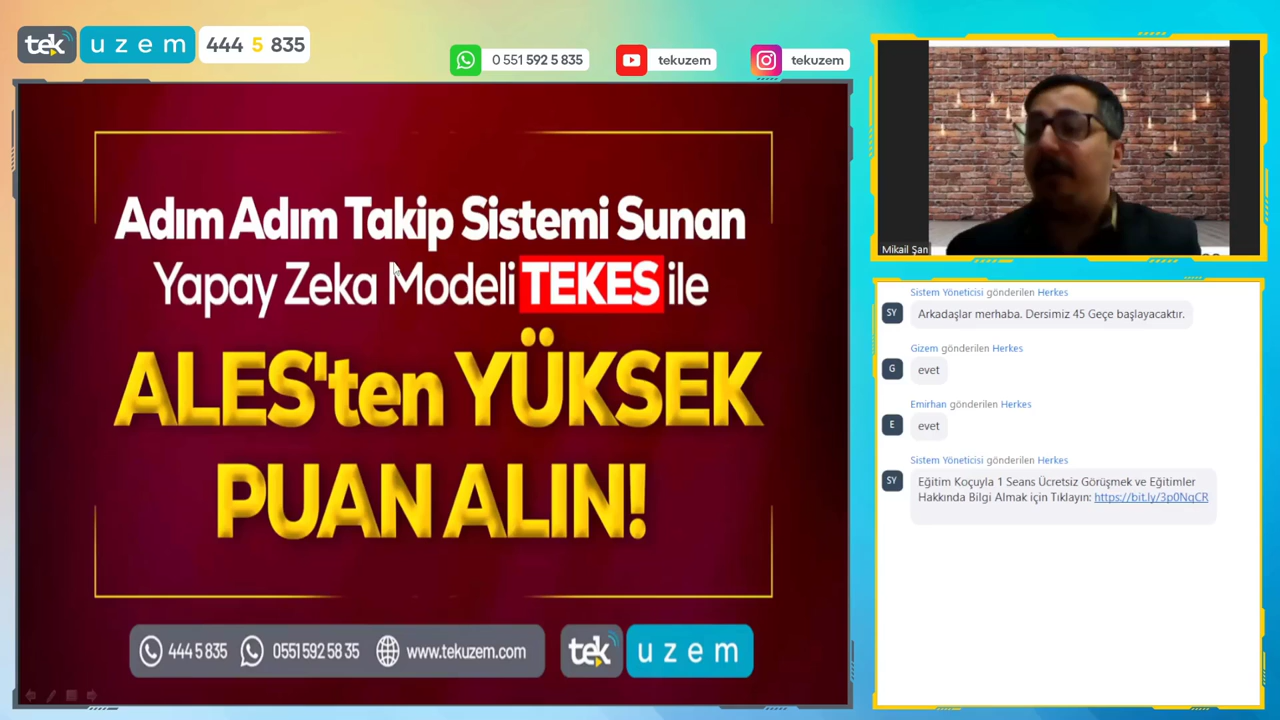 tek uzem 444 5 835
0 551 592 5 835
tekuzem
tekuzem
Adım Adım Takip Sistemi Sunan
Yapay Zeka Modeli TEKES ile
ALES'ten YÜKSEK
PUAN ALIN!
444 5 835 0551 592 58 35 www.tekuzem.com tek uzem
Mikail Şan
Sistem Yöneticisi gönderilen Herkes
SY Arkadaşlar merhaba. Dersimiz 45 Geçe başlayacaktır.
Gizem gönderilen Herkes
G evet
Emirhan gönderilen Herkes
E evet
Sistem Yöneticisi gönderilen Herkes
SY Eğitim Koçuyla 1 Seans Ücretsiz Görüşmek ve Eğitimler
Hakkında Bilgi Almak için Tıklayın: https://bit.ly/3p0NqCR